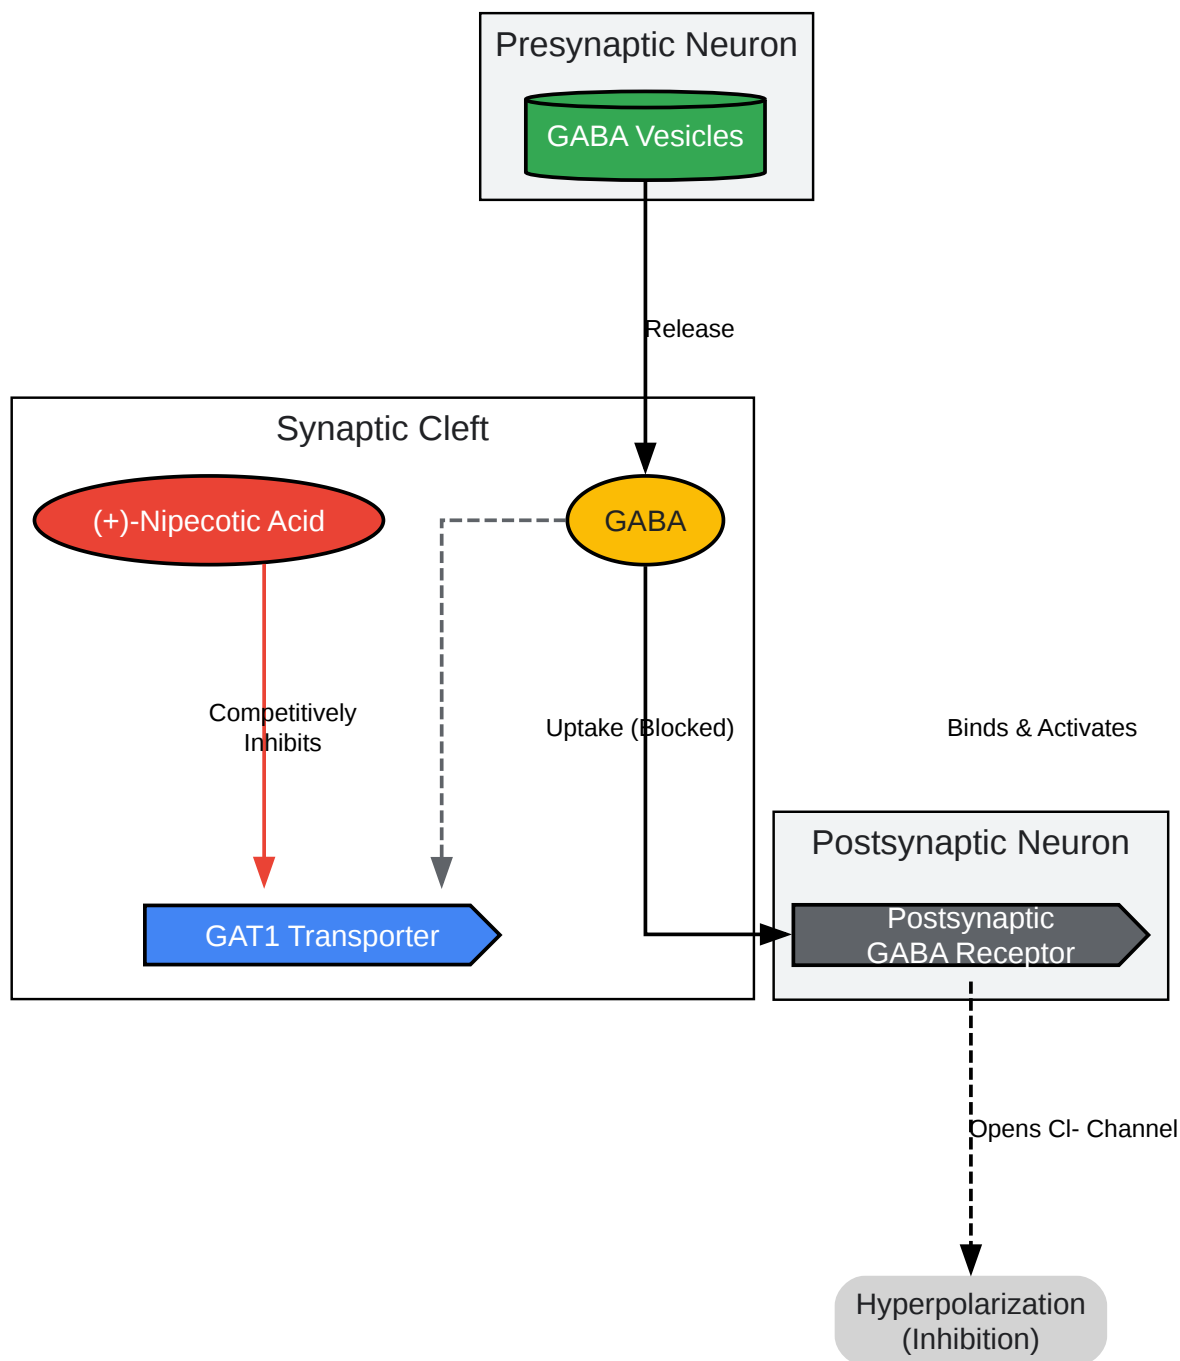 Presynaptic Neuron
GABA Vesicles
Release
Synaptic Cleft
(+)-Nipecotic Acid
GABA
Competitively
Inhibits
Uptake (Blocked)
Binds & Activates
Postsynaptic Neuron
GAT1 Transporter
Postsynaptic
GABA Receptor
Opens Cl- Channel
Hyperpolarization
(Inhibition)